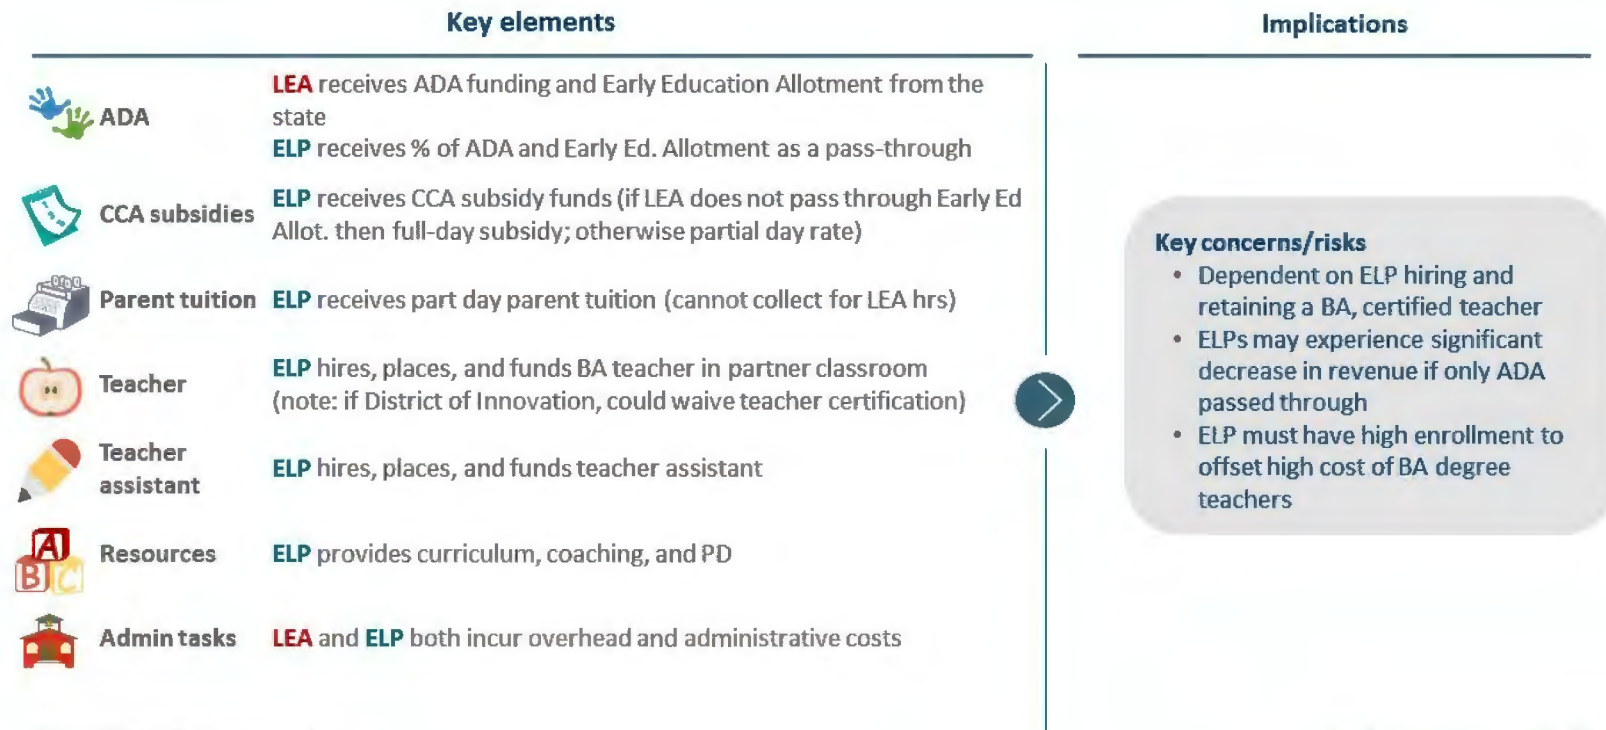 Key elements
Implications
ADA
LEA receives ADA funding and Early Education Allotment from the
state
ELP receives % of ADA and Early Ed. Allotment as a pass-through
CCA subsidies
ELP receives CCA subsidy funds (if LEA does not pass through Early Ed
Allot. then full-day subsidy; otherwise partial day rate)
Parent tuition
ELP receives part day parent tuition (cannot collect for LEA hrs)
Teacher
ELP hires, places, and funds BA teacher in partner classroom
(note: if District of Innovation, could waive teacher certification)
Teacher
assistant
ELP hires, places, and funds teacher assistant
A
B C
Resources
ELP provides curriculum, coaching, and PD
Admin tasks
LEA and ELP both incur overhead and administrative costs
Key concerns/risks
• Dependent on ELP hiring and
retaining a BA, certified teacher
• ELPs may experience significant
decrease in revenue if only ADA
passed through
• ELP must have high enrollment to
offset high cost of BA degree
teachers